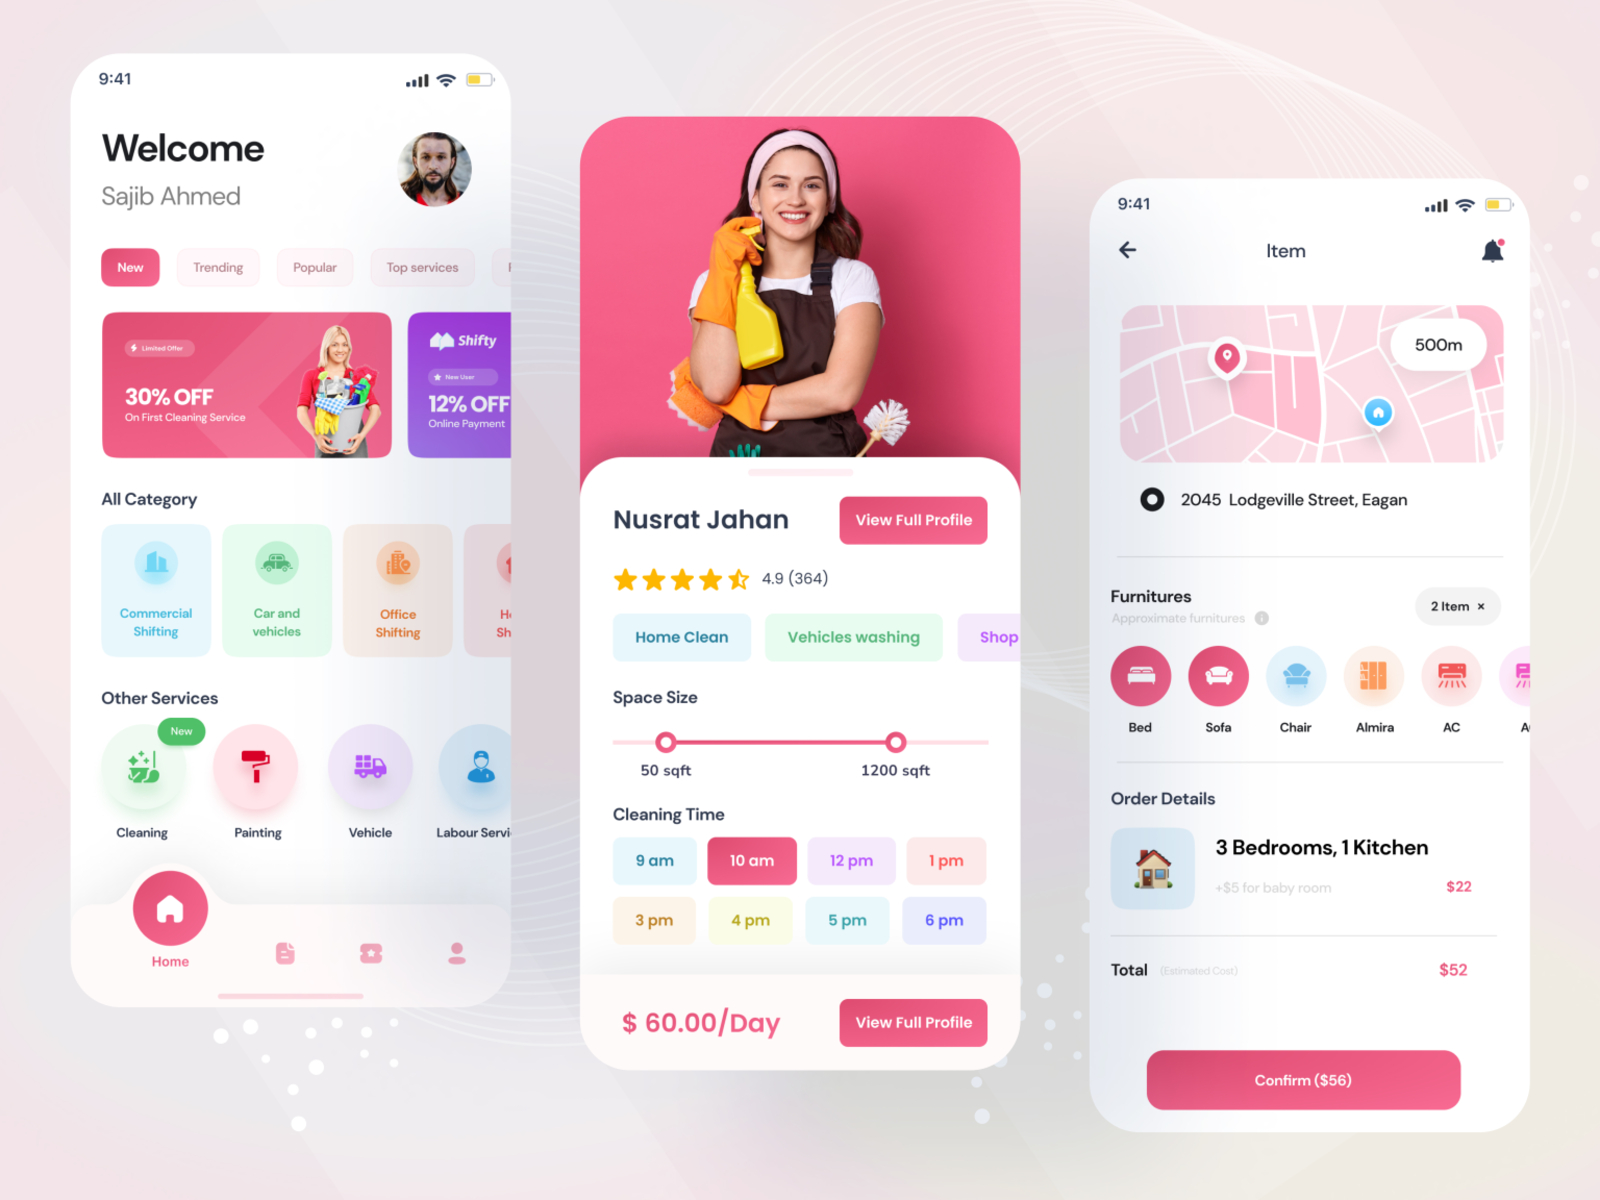 9:41
Welcome
Sajib Ahmed
New
Trending
Popular
Top services
Limited Offer
30% OFF
On First Cleaning Service
Shifty
New User
12% OFF
Online Payment
All Category
Commercial
Shifting
Car and
vehicles
Office
Shifting
Other Services
New
Cleaning
Painting
Vehicle
Labour Servi
Home
Nusrat Jahan
View Full Profile
4.9 (364)
Home Clean
Vehicles washing
Shop
Space Size
50 sqft
1200 sqft
Cleaning Time
9 am
10 am
12 pm
1 pm
3 pm
4 pm
5 pm
6 pm
$ 60.00/Day
View Full Profile
9:41
Item
500m
2045 Lodgeville Street, Eagan
Furnitures
Approximate furnitures
2 Item ×
Bed
Sofa
Chair
Almira
AC
Order Details
3 Bedrooms, 1 Kitchen
+$5 for baby room
$22
Total
(Estimated Cost)
$52
Confirm ($56)